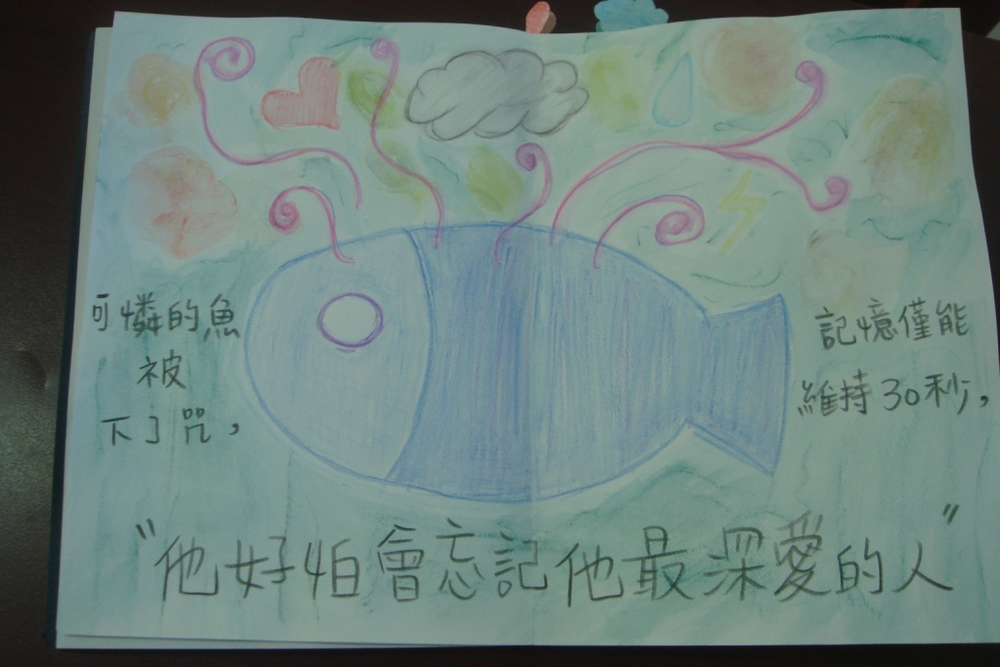 可憐的魚
被
下了咒，
記憶僅能
維持30秒，
"他好怕會忘記他最深愛的人"